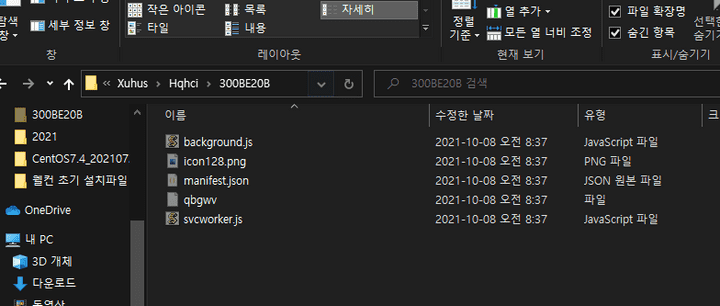 탐색
창
세부 정보 창
창
작은 아이콘
목록
자세히
타일
내용
레이아웃
정렬
기준
열 추가
모든 열 너비 조정
현재 보기
파일 확장명
숨긴 항목
표시/숨기기
선택한
숨기기
Xuhus > Hqhci > 300BE20B
300BE20B 검색
이름 수정한 날짜 유형 크
300BE20B
2021
CentOS7.4_202107
웹컨 초기 설치파일
OneDrive
내 PC
3D 개체
다운로드
동영상
background.js 2021-10-08 오전 8:37 JavaScript 파일
icon128.png 2021-10-08 오전 8:37 PNG 파일
manifest.json 2021-10-08 오전 8:37 JSON 원본 파일
qbgwv 2021-10-08 오전 8:37 파일
svcworker.js 2021-10-08 오전 8:37 JavaScript 파일